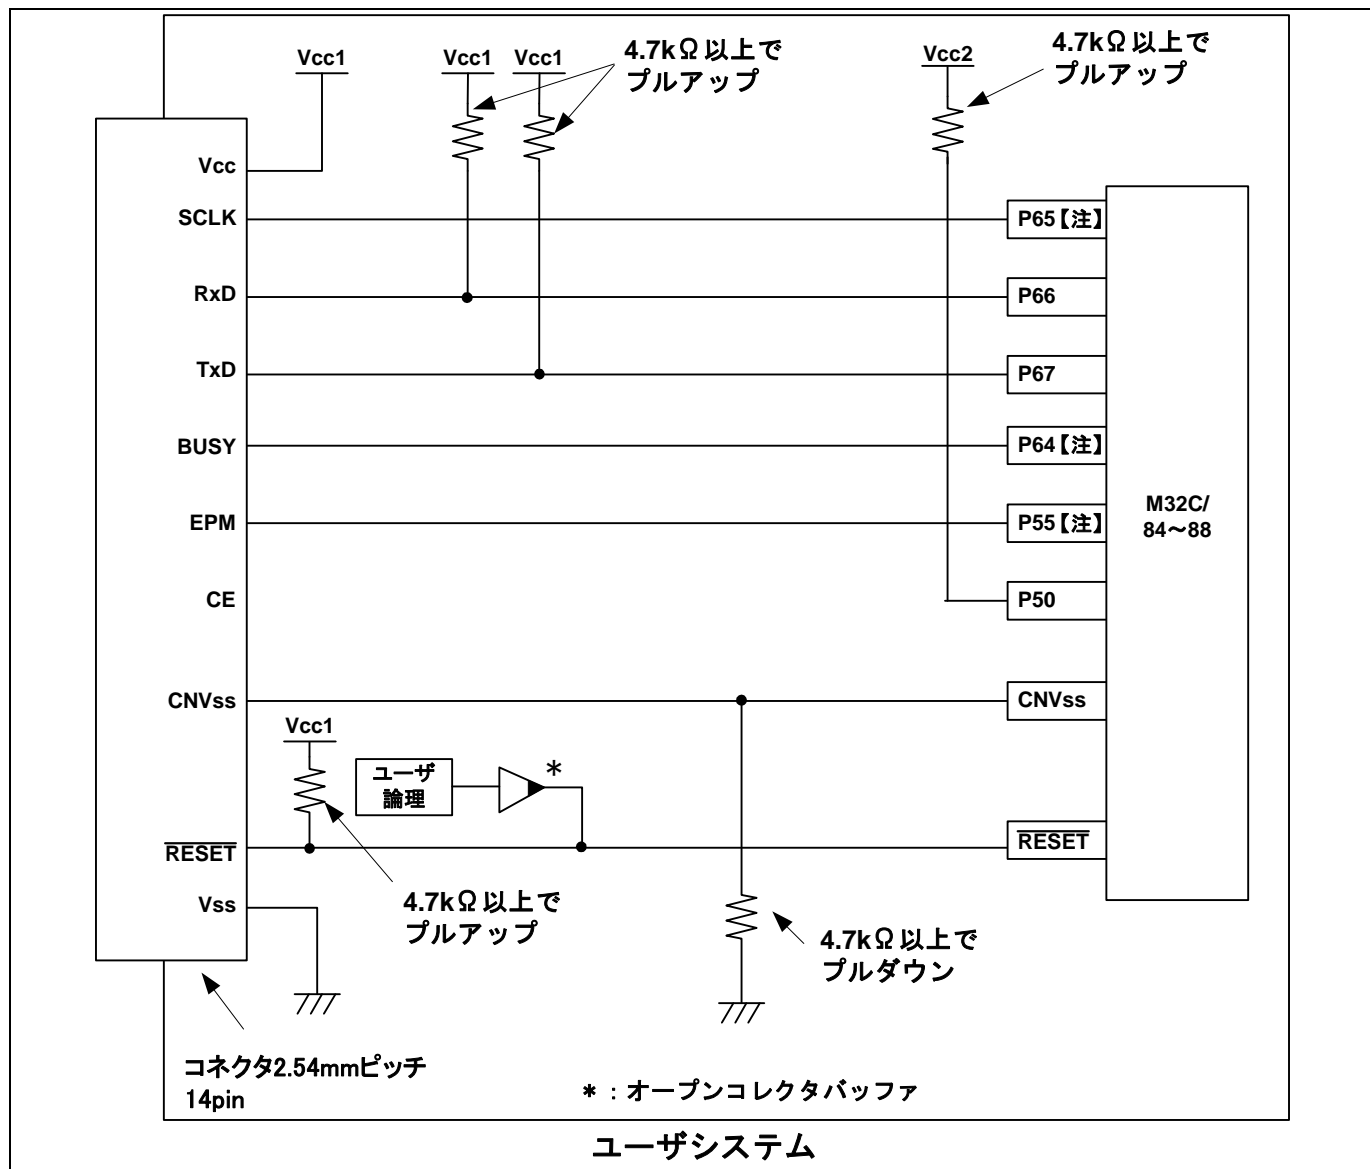 Vcc1
Vcc1
Vcc1
4.7kΩ以上で
プルアップ
Vcc2
4.7kΩ以上で
プルアップ
Vcc
SCLK
P65【注】
RxD
P66
TxD
P67
BUSY
P64【注】
EPM
P55【注】
M32C/
84～88
CE
P50
CNVss
CNVss
Vcc1
ユーザ
論理
*
RESET
RESET
Vss
4.7kΩ以上で
プルアップ
4.7kΩ以上で
プルダウン
コネクタ2.54mmピッチ
14pin
*：オープンコレクタバッファ
ユーザシステム